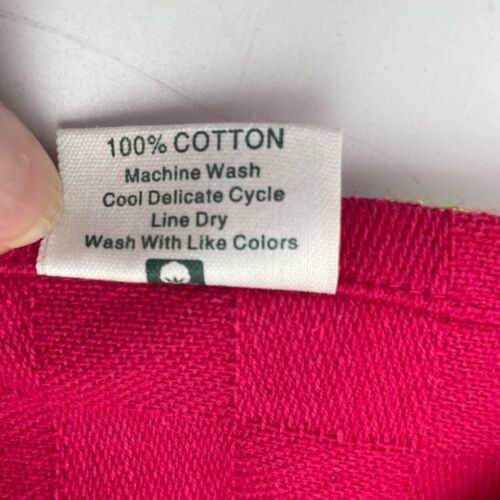 100% COTTON
Machine Wash
Cool Delicate Cycle
Line Dry
Wash With Like Colors